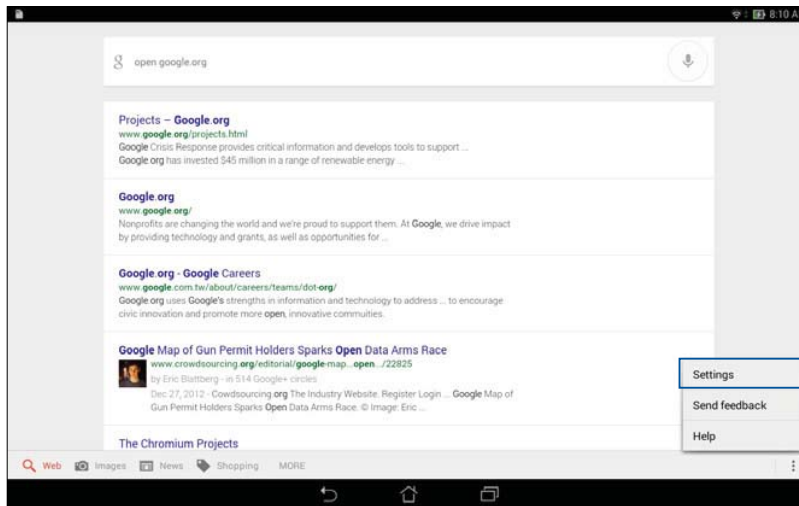 8:10 A
g open google.org
Projects – Google.org
www.google.org/projects.html
Google Crisis Response provides critical information and develops tools to support ...
Google.org has invested $45 million in a range of renewable energy ...
Google.org
www.google.org/
Nonprofits are changing the world and we're proud to support them. At Google, we drive impact
by providing technology and grants, as well as opportunities for ...
Google.org - Google Careers
www.google.com.tw/about/careers/teams/dot-org/
Google.org uses Google's strengths in information and technology to address ... to encourage
civic innovation and promote more open, innovative commuities.
Google Map of Gun Permit Holders Sparks Open Data Arms Race
www.crowdsourcing.org/editorial/google-map...open.../22825
by Eric Blattberg - in 514 Google+ circles
Dec 27, 2012 - Cowdsourcing.org The Industry Website. Register Login ... Google Map of
Gun Permit Holders Sparks Open Data Arms Race. © Image: Eric ...
The Chromium Projects
Settings
Send feedback
Help
Web Images News Shopping MORE